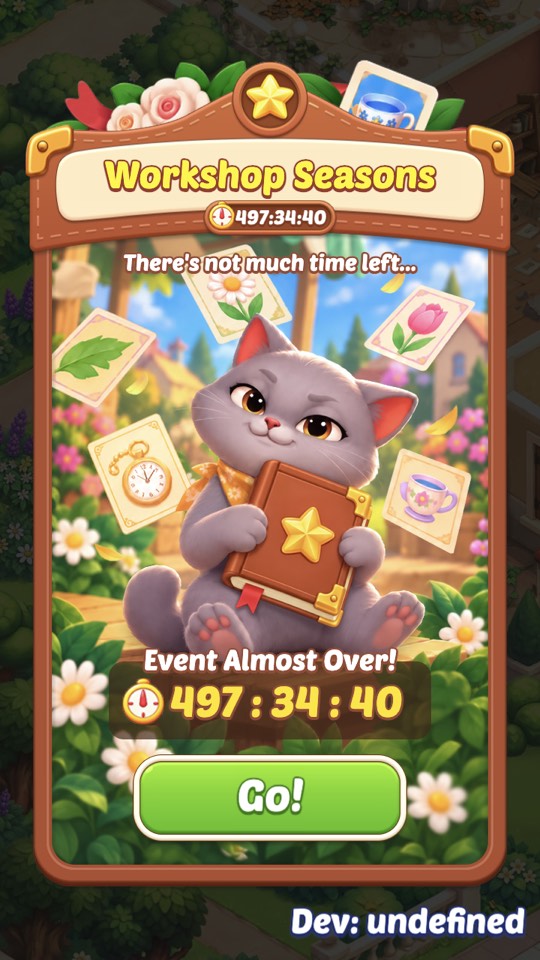 Workshop Seasons
497:34:40
There's not much time left...
Event Almost Over!
497 : 34 : 40
Go!
Dev: undefined